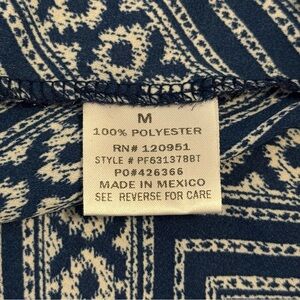 M
100% POLYESTER
RN# 120951
STYLE # PF631378BT
PO#426366
MADE IN MEXICO
SEE REVERSE FOR CARE